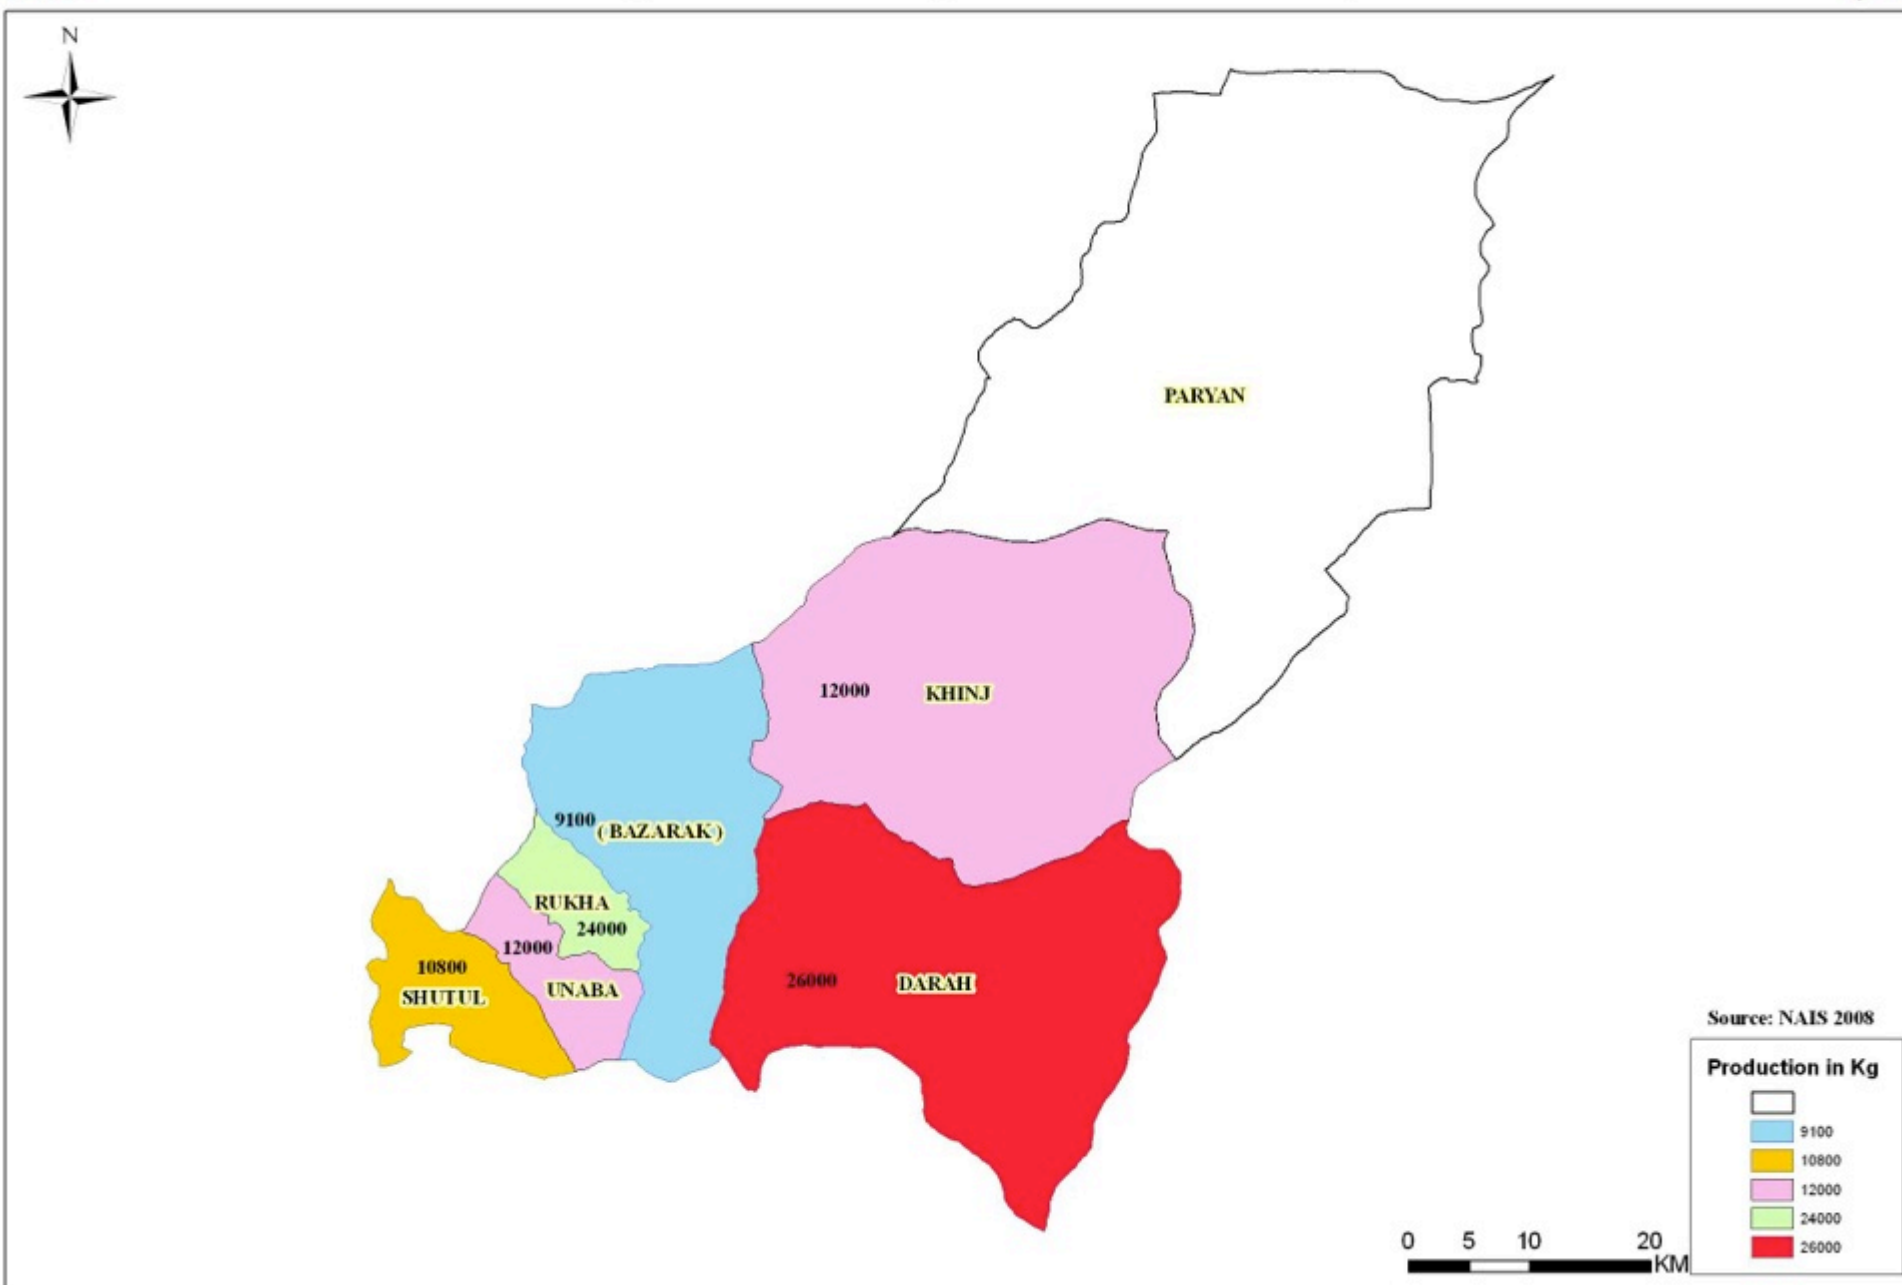 N
PARYAN
12000 KHINJ
9100 ( BAZARAK )
RUKHA
24000
12000
10800
SHUTUL
UNABA
26000 DARAH
Source: NAIS 2008
Production in Kg
9100
10800
12000
24000
26000
0 5 10 20
KM